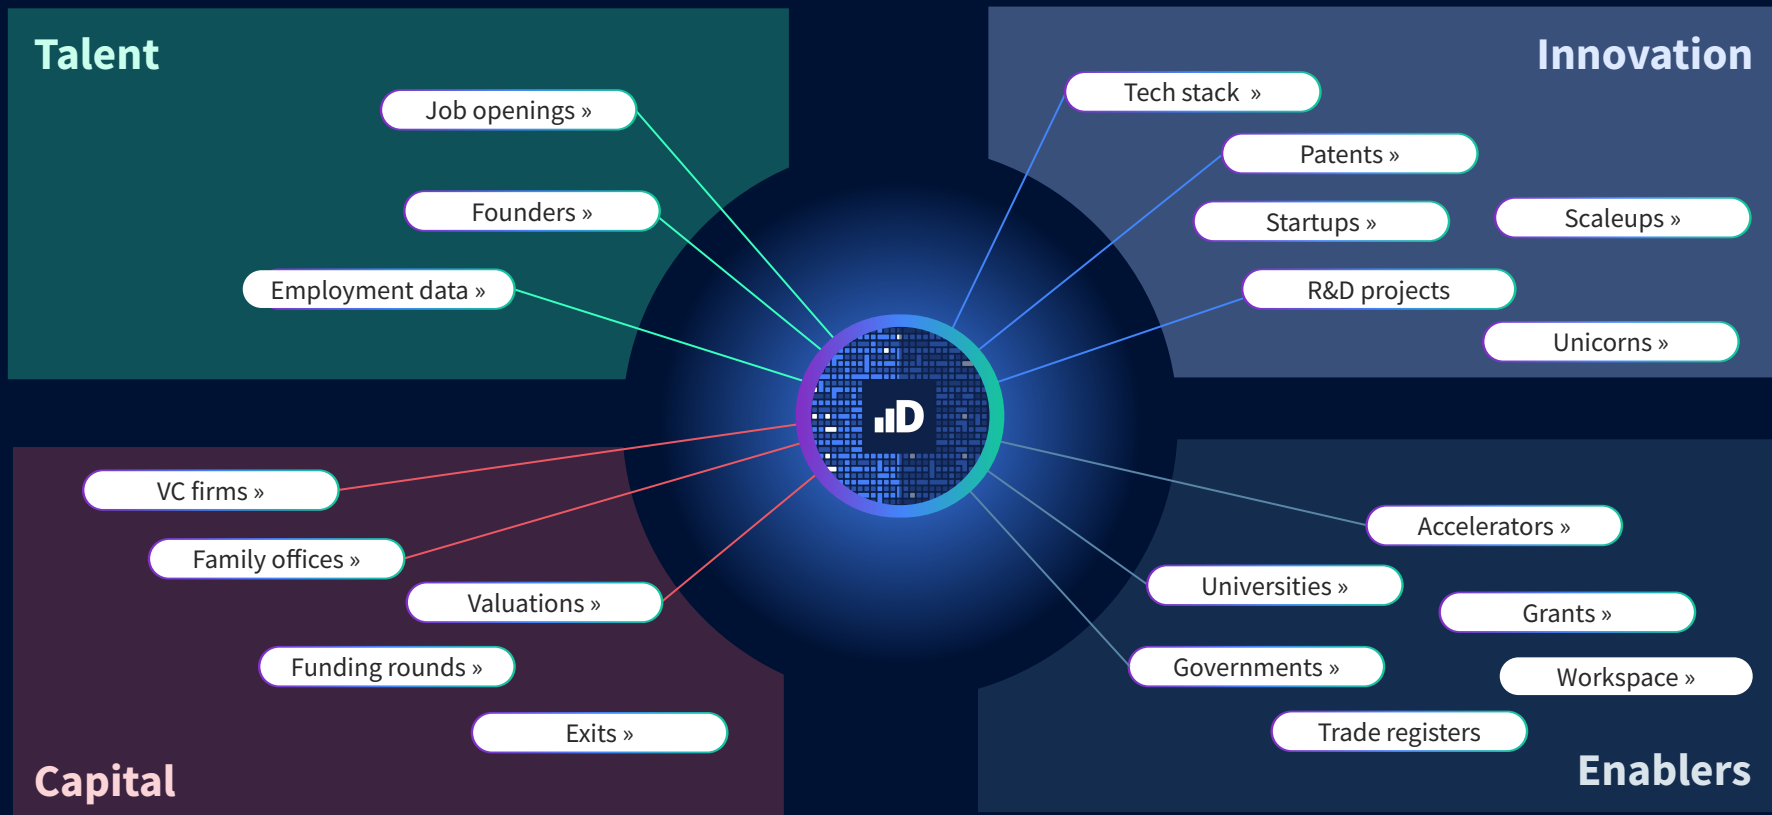 Talent
Job openings »
Founders »
Employment data »
Innovation
Tech stack »
Patents »
Startups »
Scaleups »
R&D projects
Unicorns »
D
VC firms »
Family offices »
Valuations »
Funding rounds »
Exits »
Capital
Accelerators »
Universities »
Grants »
Governments »
Workspace »
Trade registers
Enablers